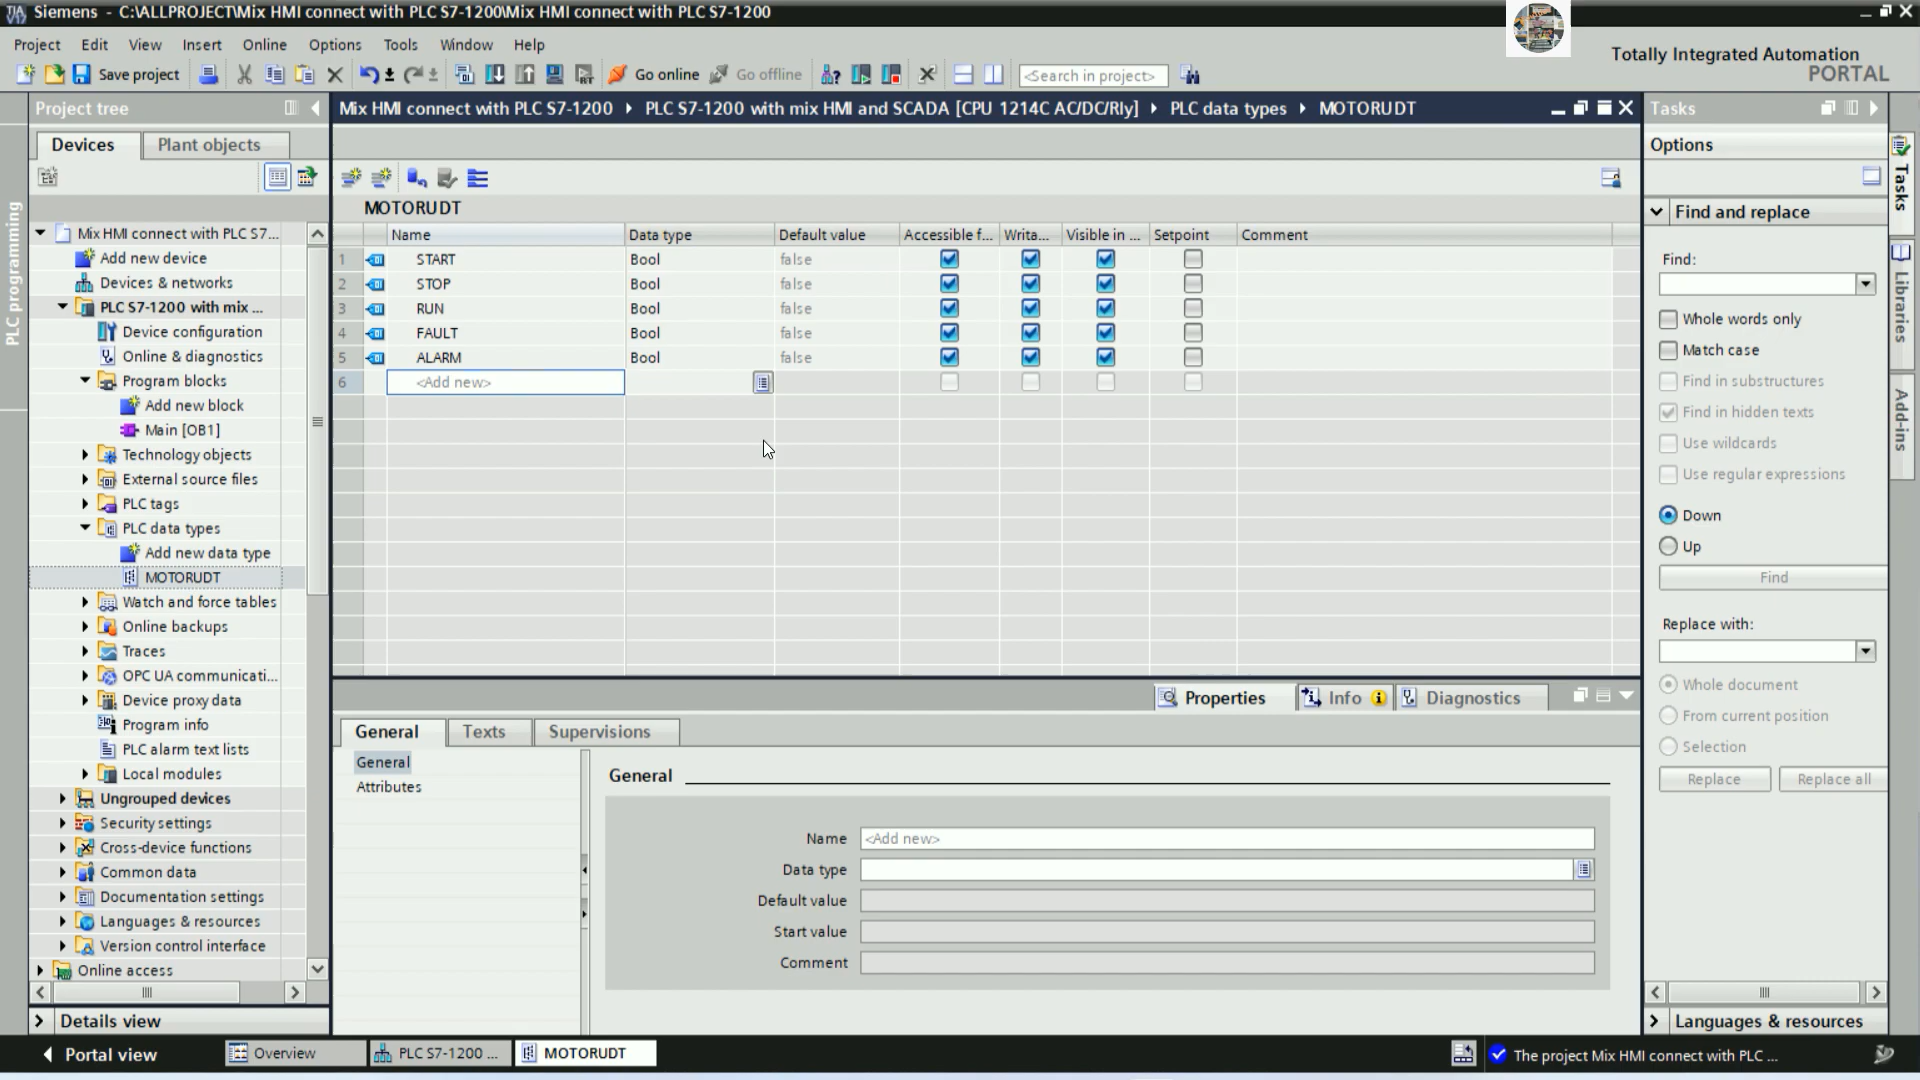 Siemens - C:\ALLPROJECT\Mix HMI connect with PLC S7-1200\Mix HMI connect with PLC S7-1200
Project Edit View Insert Online Options Tools Window Help
Totally Integrated Automation
PORTAL
Save project
Go online
Go offline
<Search in project>
Project tree
Mix HMI connect with PLC S7-1200 PLC S7-1200 with mix HMI and SCADA [CPU 1214C AC/DC/Rly] PLC data types MOTORUDT
Tasks
Devices
Plant objects
Options
PLC programming
Tasks
Libraries
Add-ins
MOTORUDT
Name Data type Default value Accessible f... Writa... Visible in ... Setpoint Comment
1 START Bool false
2 STOP Bool false
3 RUN Bool false
4 FAULT Bool false
5 ALARM Bool false
6 <Add new>
Mix HMI connect with PLC S7...
Add new device
Devices & networks
PLC S7-1200 with mix ...
Device configuration
Online & diagnostics
Program blocks
Add new block
Main [OB1]
Technology objects
External source files
PLC tags
PLC data types
Add new data type
MOTORUDT
Watch and force tables
Online backups
Traces
OPC UA communicati...
Device proxy data
Program info
PLC alarm text lists
Local modules
Ungrouped devices
Security settings
Cross-device functions
Common data
Documentation settings
Languages & resources
Version control interface
Online access
Details view
Find and replace
Find:
Whole words only
Match case
Find in substructures
Find in hidden texts
Use wildcards
Use regular expressions
Down
Up
Find
Replace with:
Whole document
From current position
Selection
Replace
Replace all
Languages & resources
Properties
Info
Diagnostics
General
Texts
Supervisions
General
Attributes
General
Name <Add new>
Data type
Default value
Start value
Comment
Portal view
Overview
PLC S7-1200 ...
MOTORUDT
The project Mix HMI connect with PLC ...